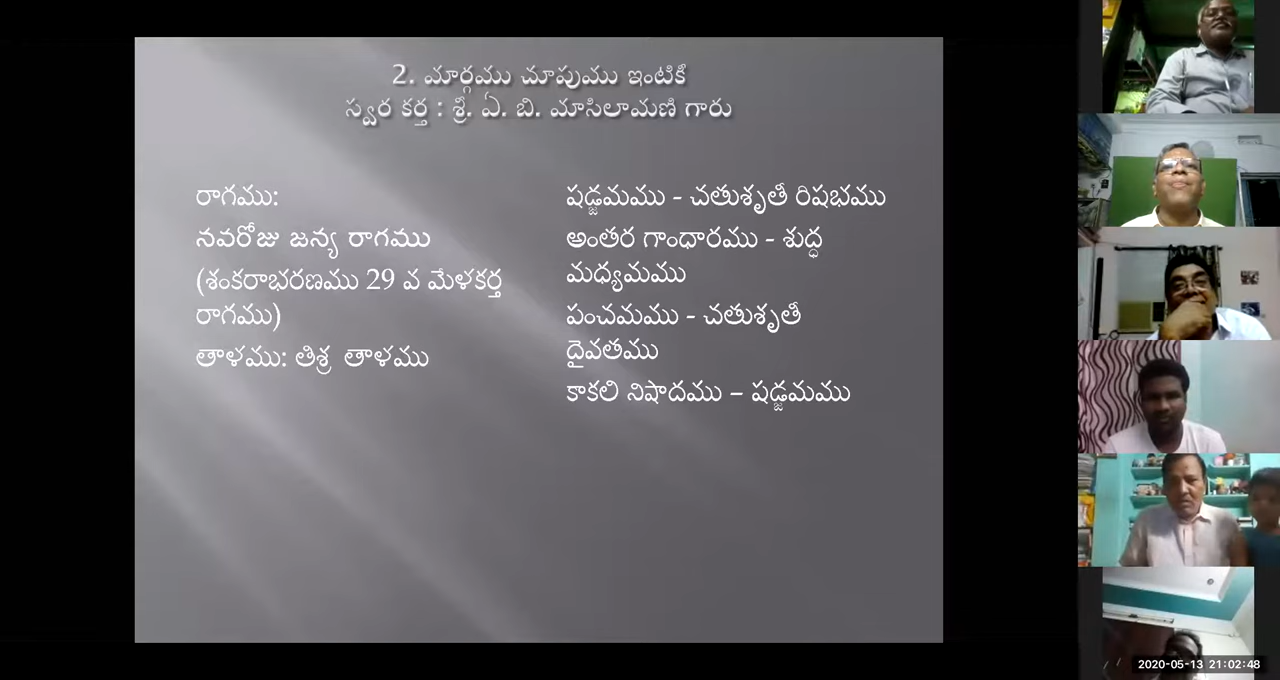 2. మార్గము చూపుము ఇంటికి
స్వర కర్త : శ్రీ. ఏ. బి. మాసిలామణి గారు
రాగము:
నవరోజు జన్య రాగము
(శంకరాభరణము 29 వ మేళకర్త
రాగము)
తాళము: తిశ్ర తాళము
షడ్జమము - చతుశృతీ రిషభము
అంతర గాంధారము - శుద్ధ
మధ్యమము
పంచమము - చతుశృతీ
దైవతము
కాకలి నిషాదము – షడ్జమము
2020-05-13 21:02:48